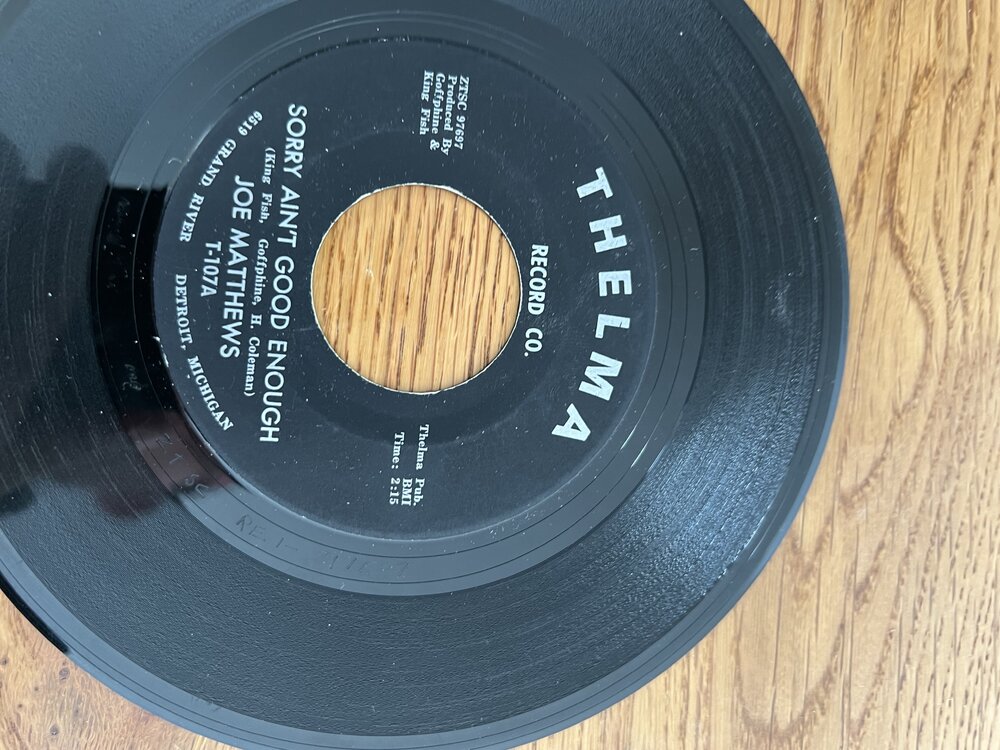 THELMA
RECORD CO.
ZTSC 97697
Produced By
Goffphine &
King Fish
Thelma Pub.
BMI
Time: 2:15
SORRY AIN'T GOOD ENOUGH
(King Fish, Goffphine, H. Coleman)
JOE MATTHEWS
T-107A
6519 GRAND RIVER DETROIT, MICHIGAN